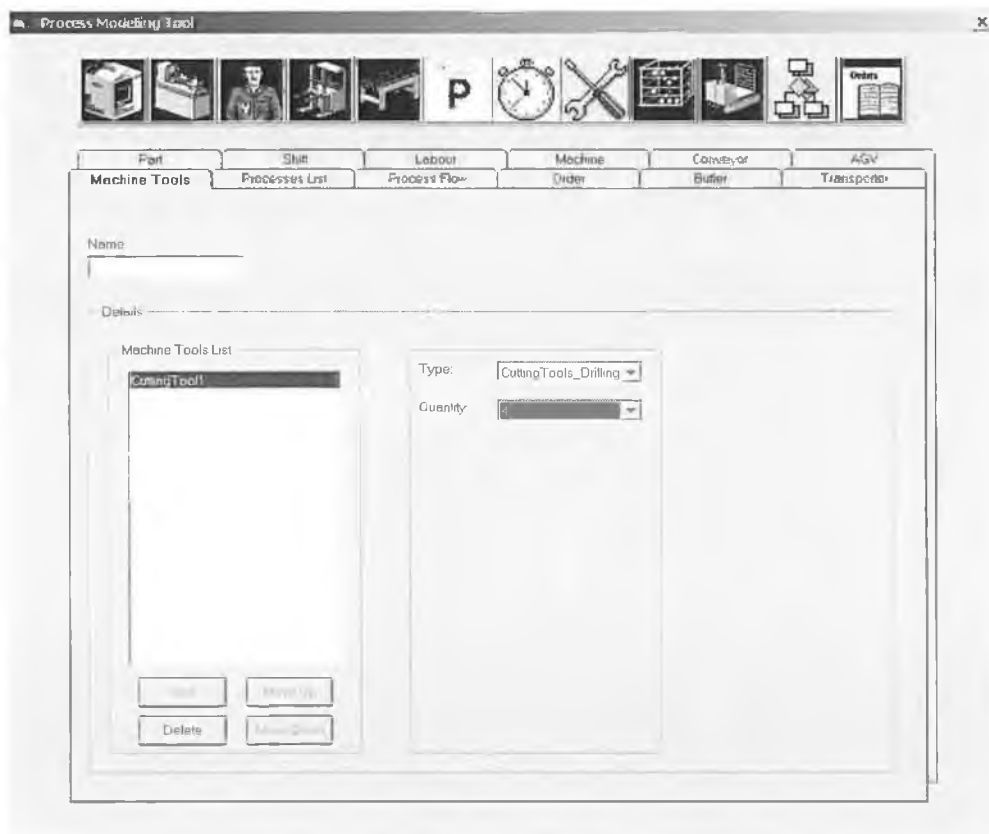 Process Modeling Tool
P
Orders
Part Shift Labour Machine Conveyor AGV
Machine Tools Processes List Process Flow Order Buffer Transporter
Name
Details
Machine Tools List
CuttingTool1
Type: CuttingTools_Drilling
Quantity: 4
Move Up
Delete Move Down